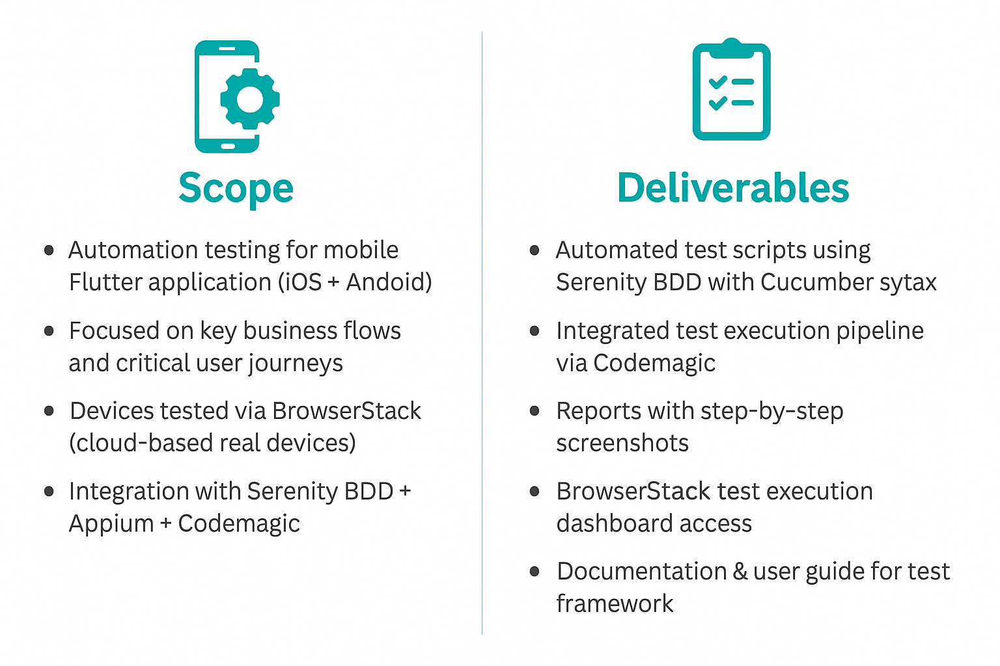 Scope
• Automation testing for mobile
Flutter application (iOS + Andoid)
• Focused on key business flows
and critical user journeys
• Devices tested via BrowserStack
(cloud-based real devices)
• Integration with Serenity BDD +
Appium + Codemagic
Deliverables
• Automated test scripts using
Serenity BDD with Cucumber sytax
• Integrated test execution pipeline
via Codemagic
• Reports with step-by-step
screenshots
• BrowserStack test execution
dashboard access
• Documentation & user guide for test
framework